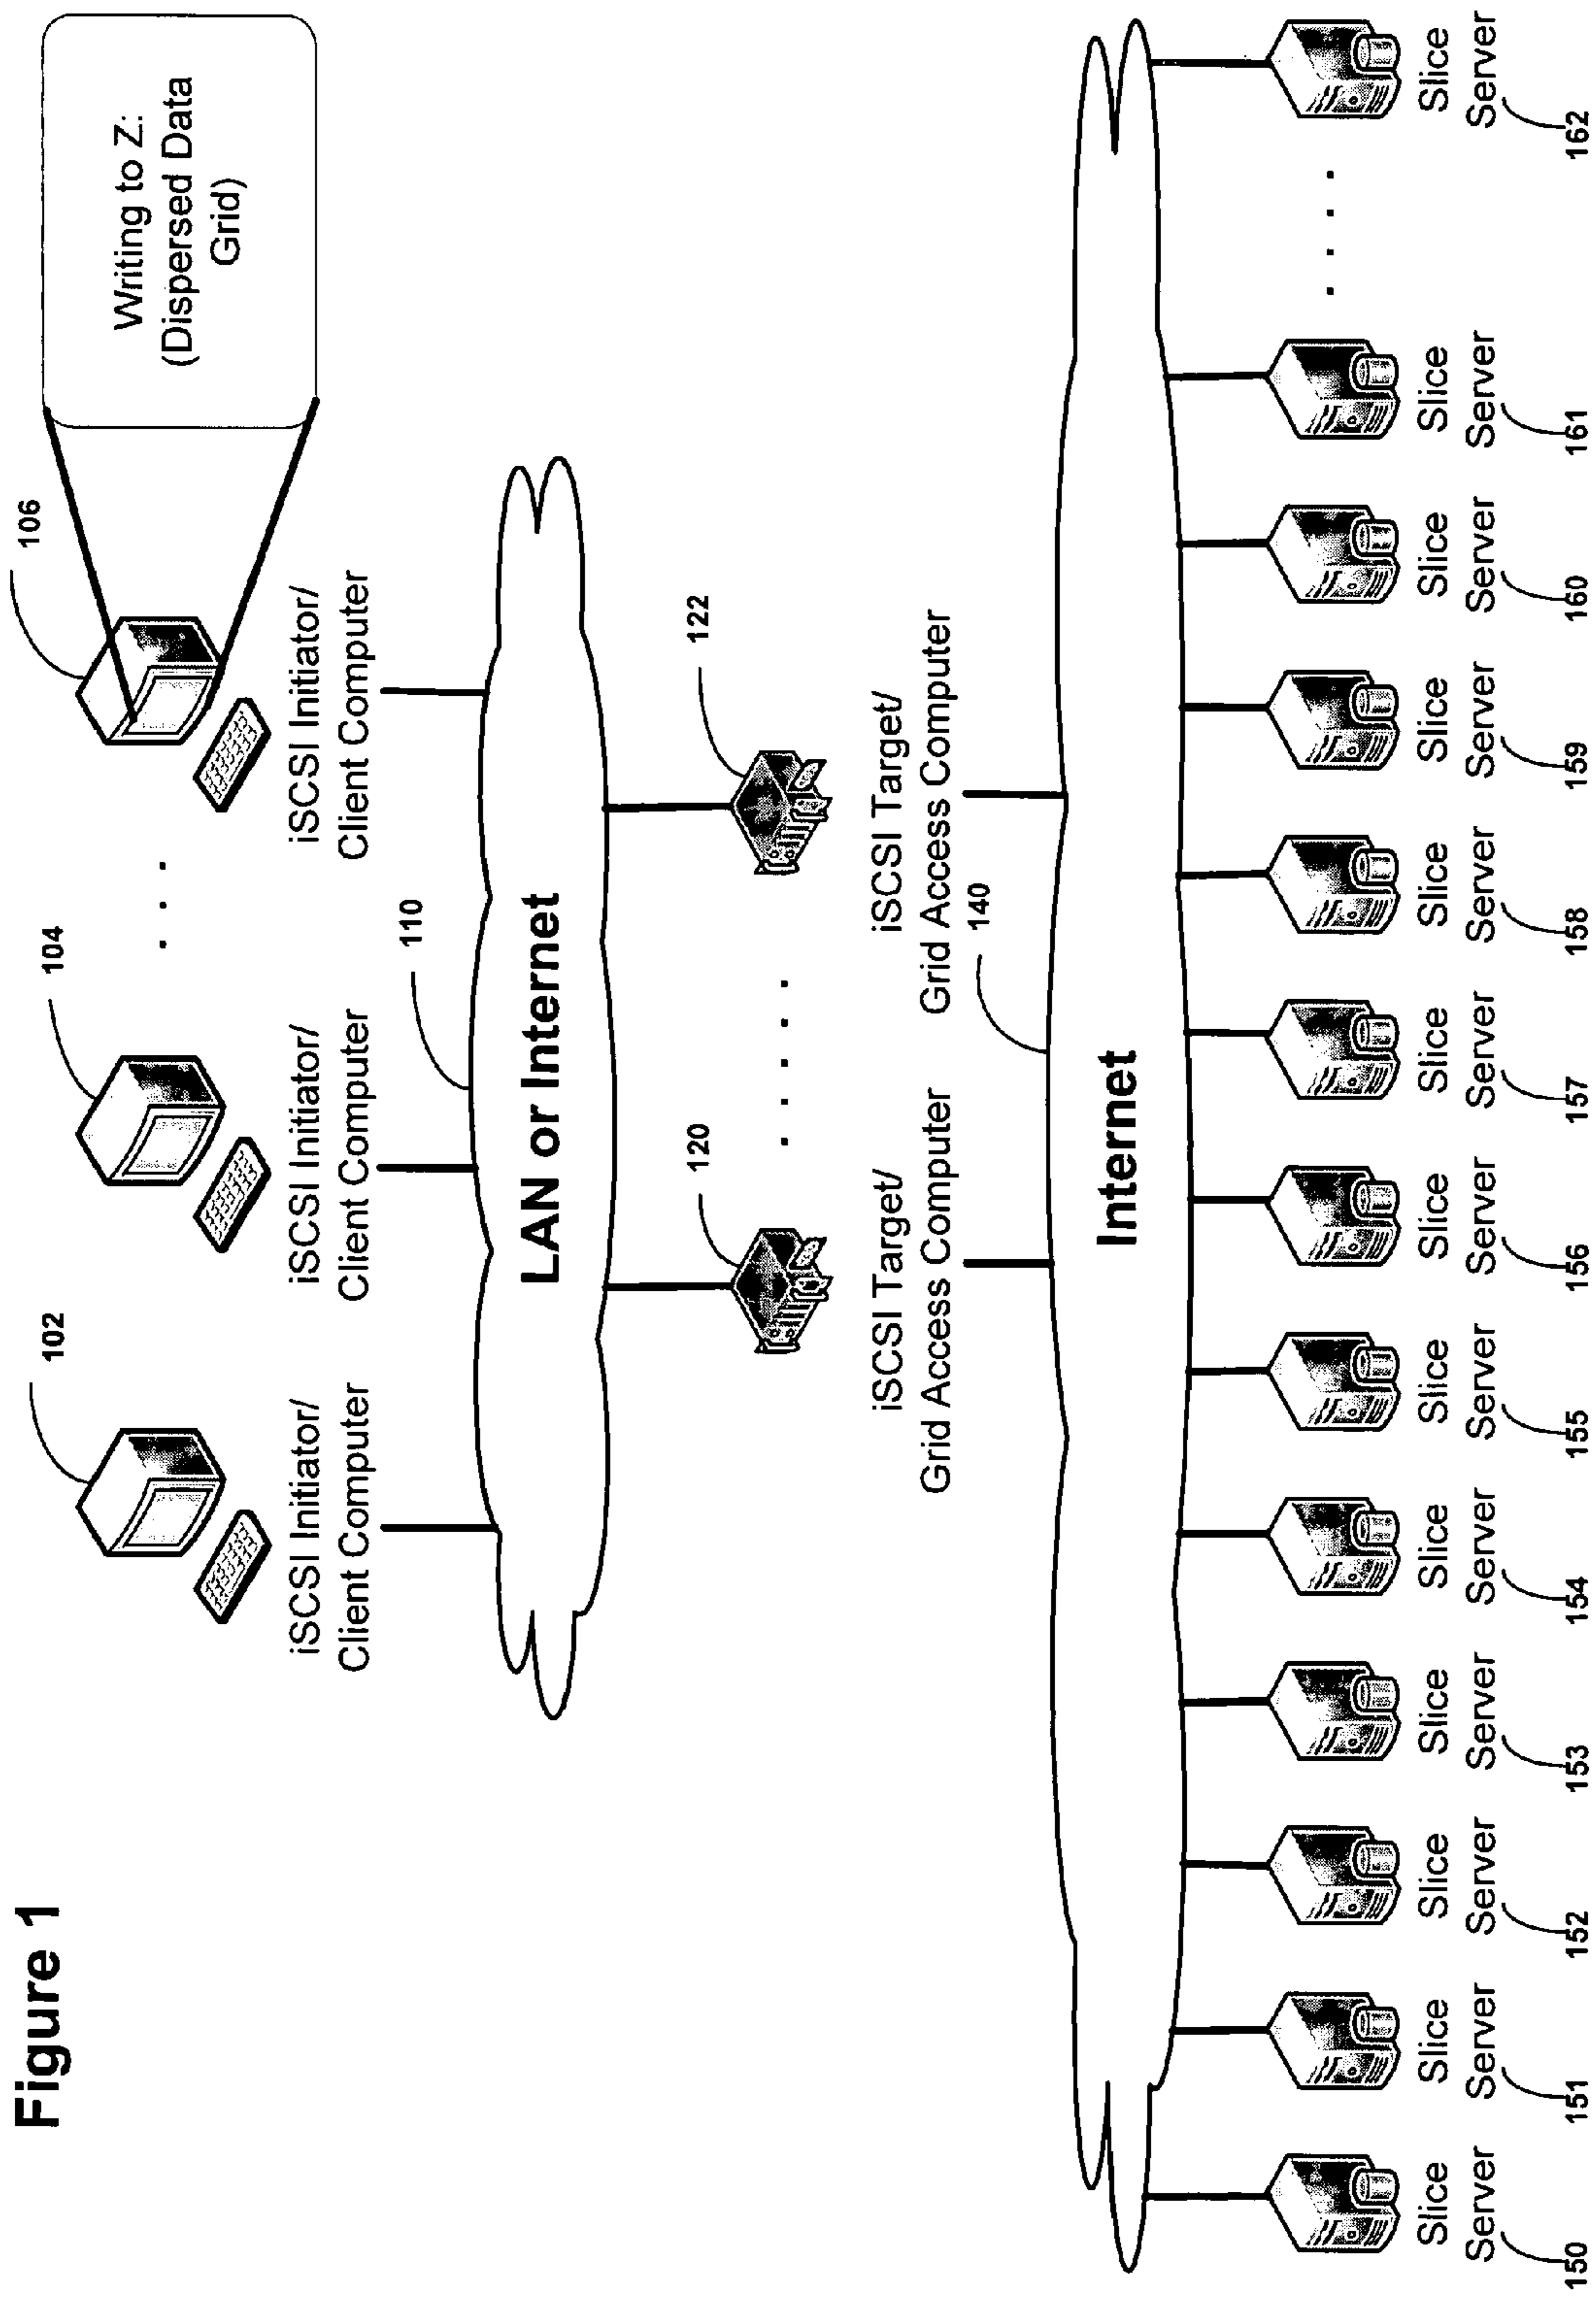 Figure 1
102
104
106
Writing to Z:
(Dispersed Data
Grid)
iSCSI Initiator/
Client Computer
iSCSI Initiator/
Client Computer
iSCSI Initiator/
Client Computer
110
LAN or Internet
120
122
iSCSI Target/
Grid Access Computer
iSCSI Target/
Grid Access Computer
140
Internet
Slice
Server
150
Slice
Server
151
Slice
Server
152
Slice
Server
153
Slice
Server
154
Slice
Server
155
Slice
Server
156
Slice
Server
157
Slice
Server
158
Slice
Server
159
Slice
Server
160
Slice
Server
161
Slice
Server
162